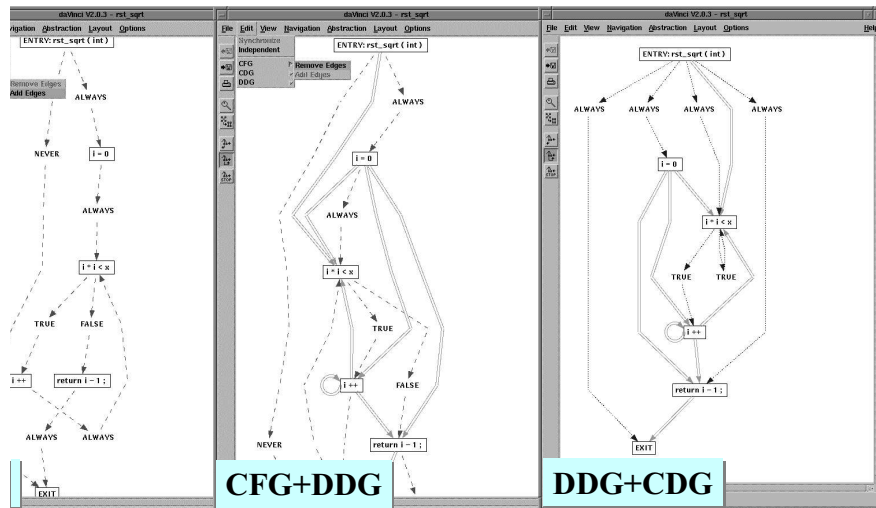 daVinci V2.0.3 – rst_sqrt
vigation Abstraction Layout Options
ENTRY: rst_sqrt ( int )
Remove Edges
Add Edges
ALWAYS
NEVER
i = 0
ALWAYS
i * i < x
TRUE
FALSE
i ++
return i – 1 ;
ALWAYS
ALWAYS
EXIT
daVinci V2.0.3 – rst_sqrt
File Edit View Navigation Abstraction Layout Options
Synchronize
Independent
CFG
CDG
DDG
Remove Edges
Add Edges
ENTRY: rst_sqrt ( int )
ALWAYS
i = 0
ALWAYS
i * i < x
TRUE
i ++
FALSE
NEVER
return i – 1 ;
CFG+DDG
daVinci V2.0.3 – rst_sqrt
File Edit View Navigation Abstraction Layout Options Hel
ENTRY: rst_sqrt ( int )
ALWAYS ALWAYS ALWAYS ALWAYS
i = 0
i * i < x
TRUE TRUE
i ++
return i – 1 ;
EXIT
DDG+CDG